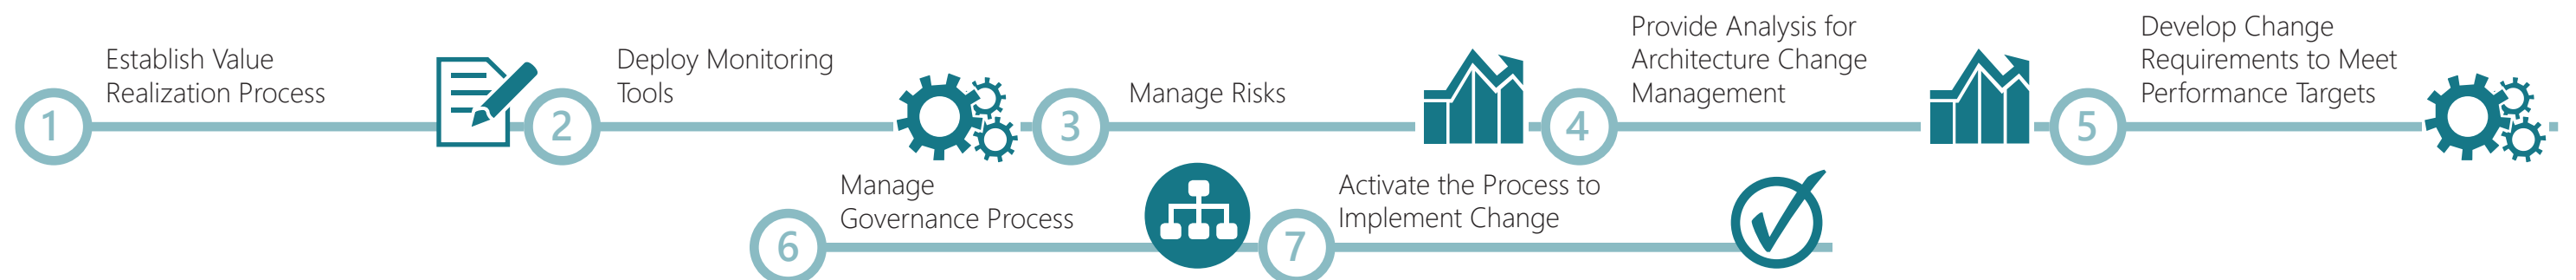 1
Establish Value
Realization Process
2
Deploy Monitoring
Tools
3
Manage Risks
4
Provide Analysis for
Architecture Change
Management
5
Develop Change
Requirements to Meet
Performance Targets
6
Manage
Governance Process
7
Activate the Process to
Implement Change